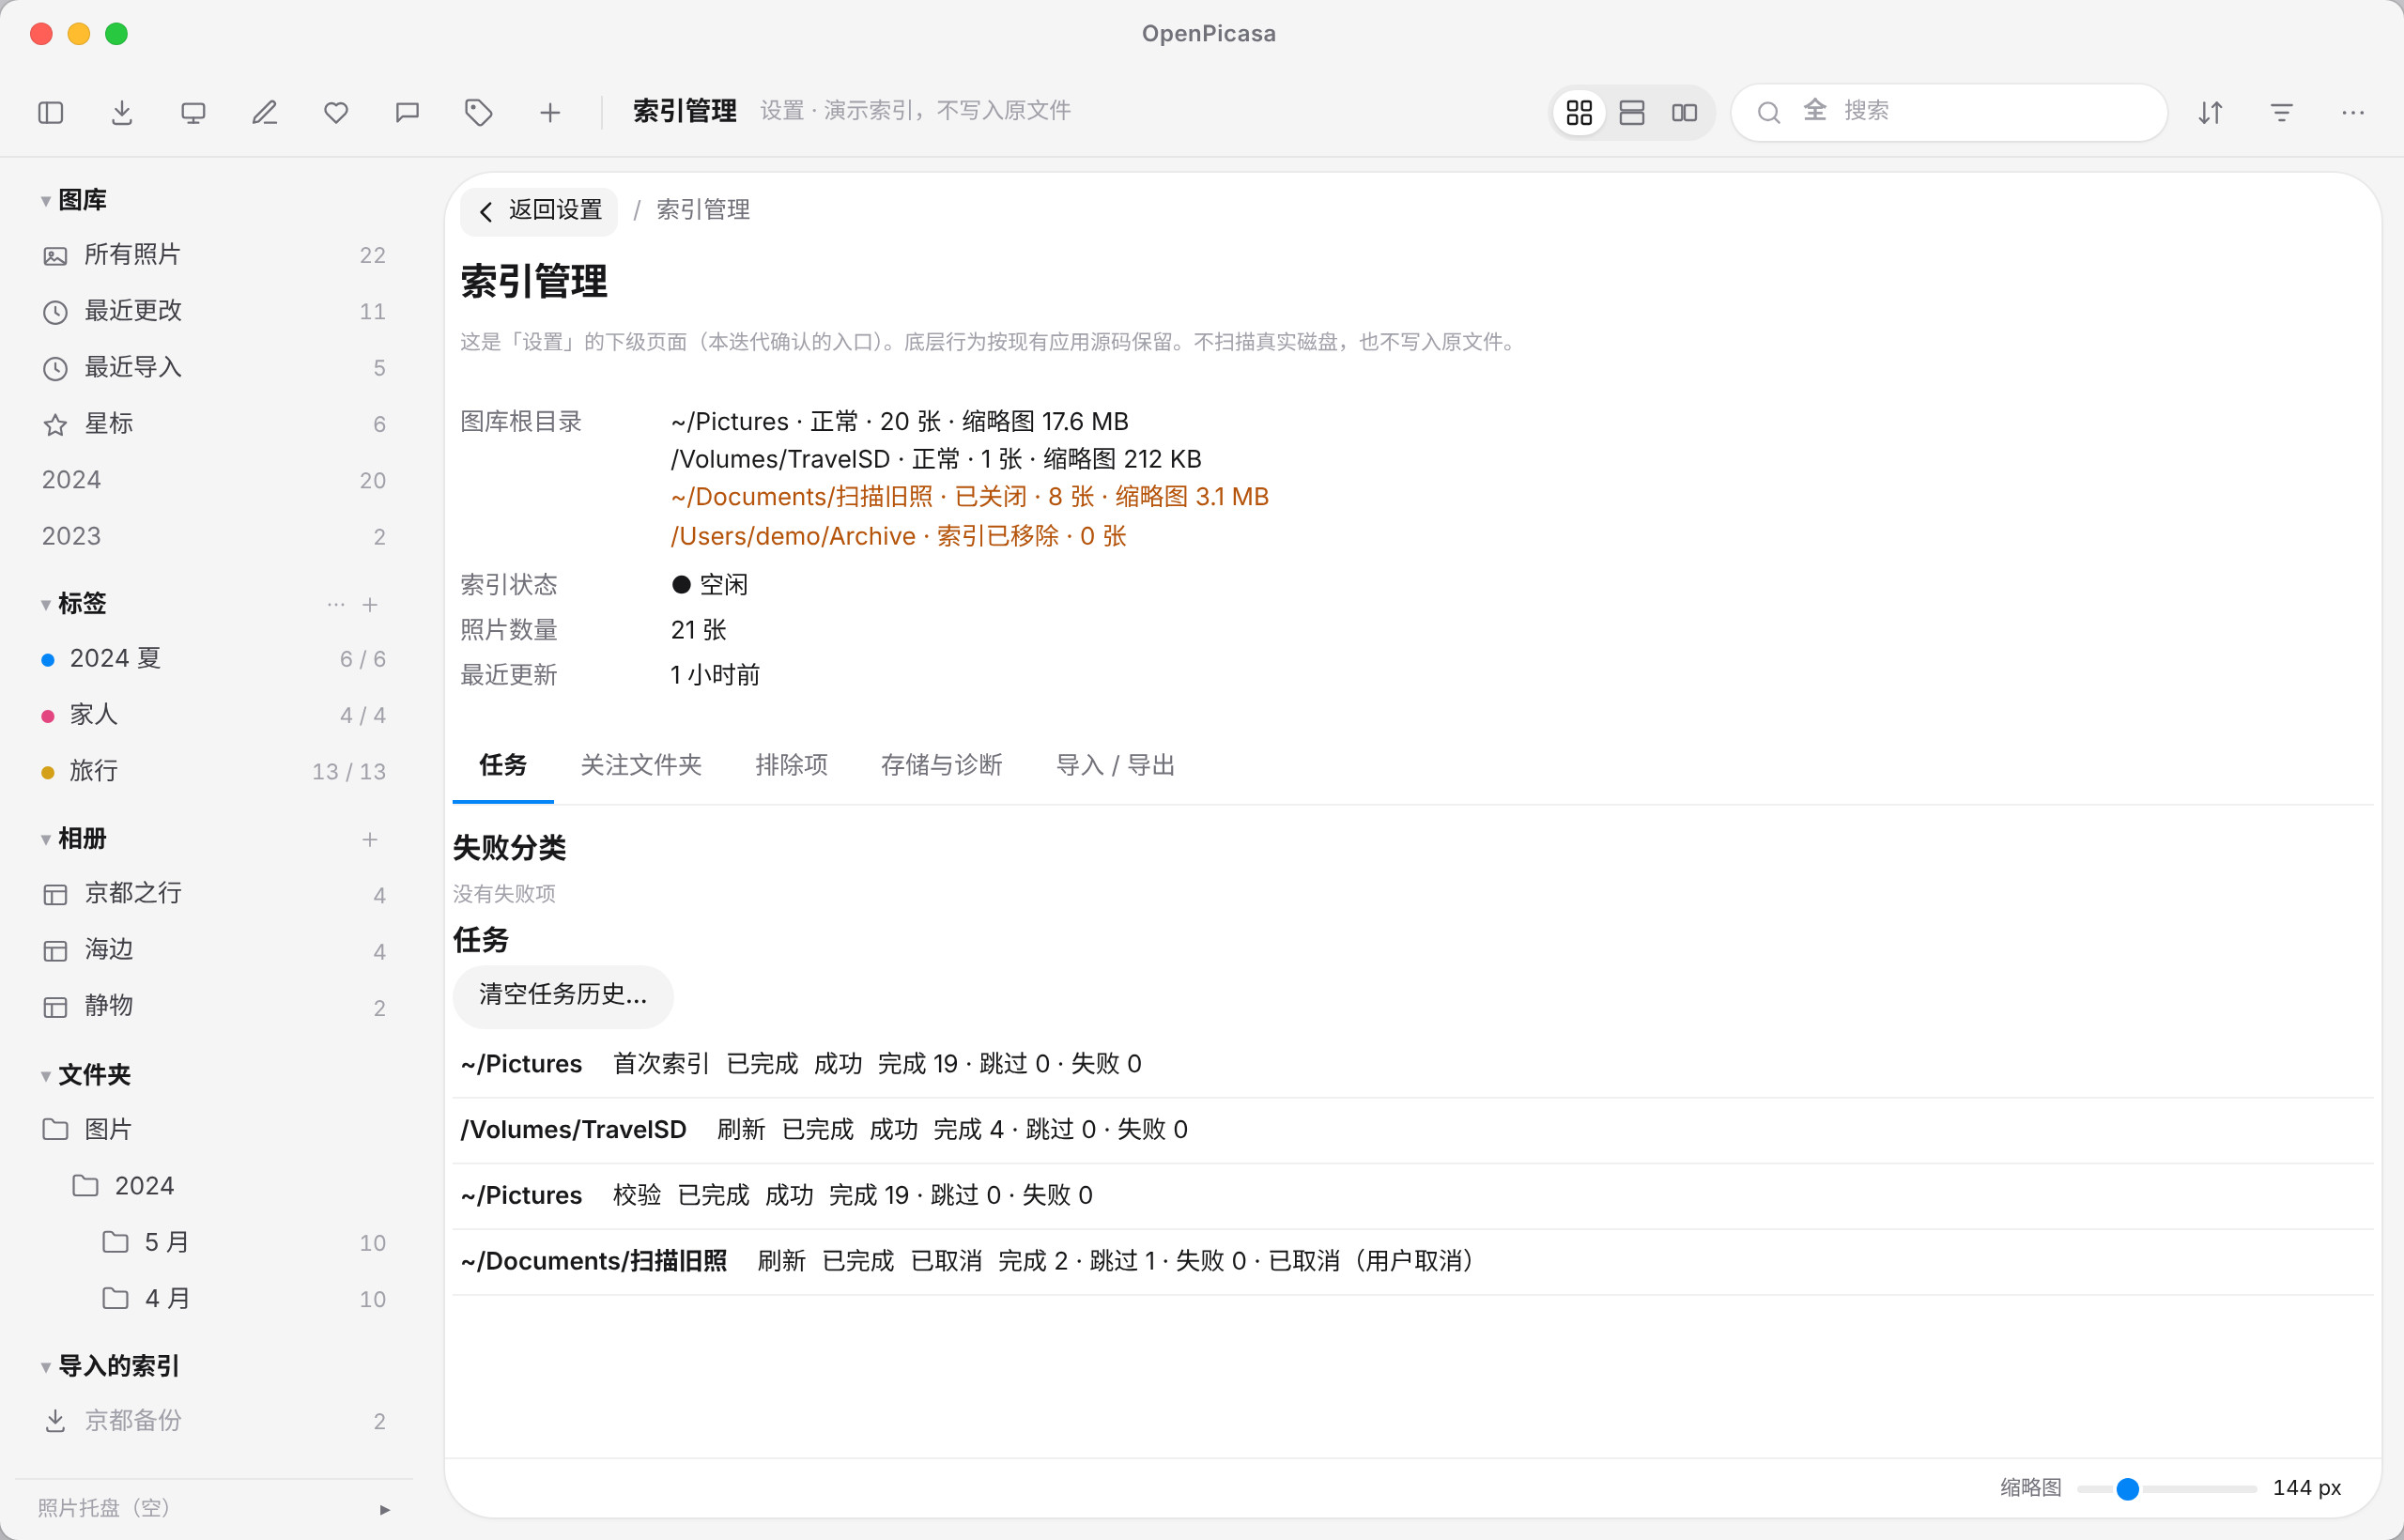 OpenPicasa
索引管理 设置 · 演示索引，不写入原文件
全 搜索
图库
所有照片 22
最近更改 11
最近导入 5
星标 6
2024 20
2023 2
标签
2024 夏 6 / 6
家人 4 / 4
旅行 13 / 13
相册
京都之行 4
海边 4
静物 2
文件夹
图片
2024
5 月 10
4 月 10
导入的索引
京都备份 2
照片托盘（空）
返回设置 / 索引管理
索引管理
这是「设置」的下级页面（本迭代确认的入口）。底层行为按现有应用源码保留。不扫描真实磁盘，也不写入原文件。
图库根目录 ~/Pictures · 正常 · 20 张 · 缩略图 17.6 MB
/Volumes/TravelSD · 正常 · 1 张 · 缩略图 212 KB
~/Documents/扫描旧照 · 已关闭 · 8 张 · 缩略图 3.1 MB
/Users/demo/Archive · 索引已移除 · 0 张
索引状态 ● 空闲
照片数量 21 张
最近更新 1 小时前
任务 关注文件夹 排除项 存储与诊断 导入 / 导出
失败分类
没有失败项
任务
清空任务历史...
~/Pictures 首次索引 已完成 成功 完成 19 · 跳过 0 · 失败 0
/Volumes/TravelSD 刷新 已完成 成功 完成 4 · 跳过 0 · 失败 0
~/Pictures 校验 已完成 成功 完成 19 · 跳过 0 · 失败 0
~/Documents/扫描旧照 刷新 已完成 已取消 完成 2 · 跳过 1 · 失败 0 · 已取消（用户取消）
缩略图 144 px